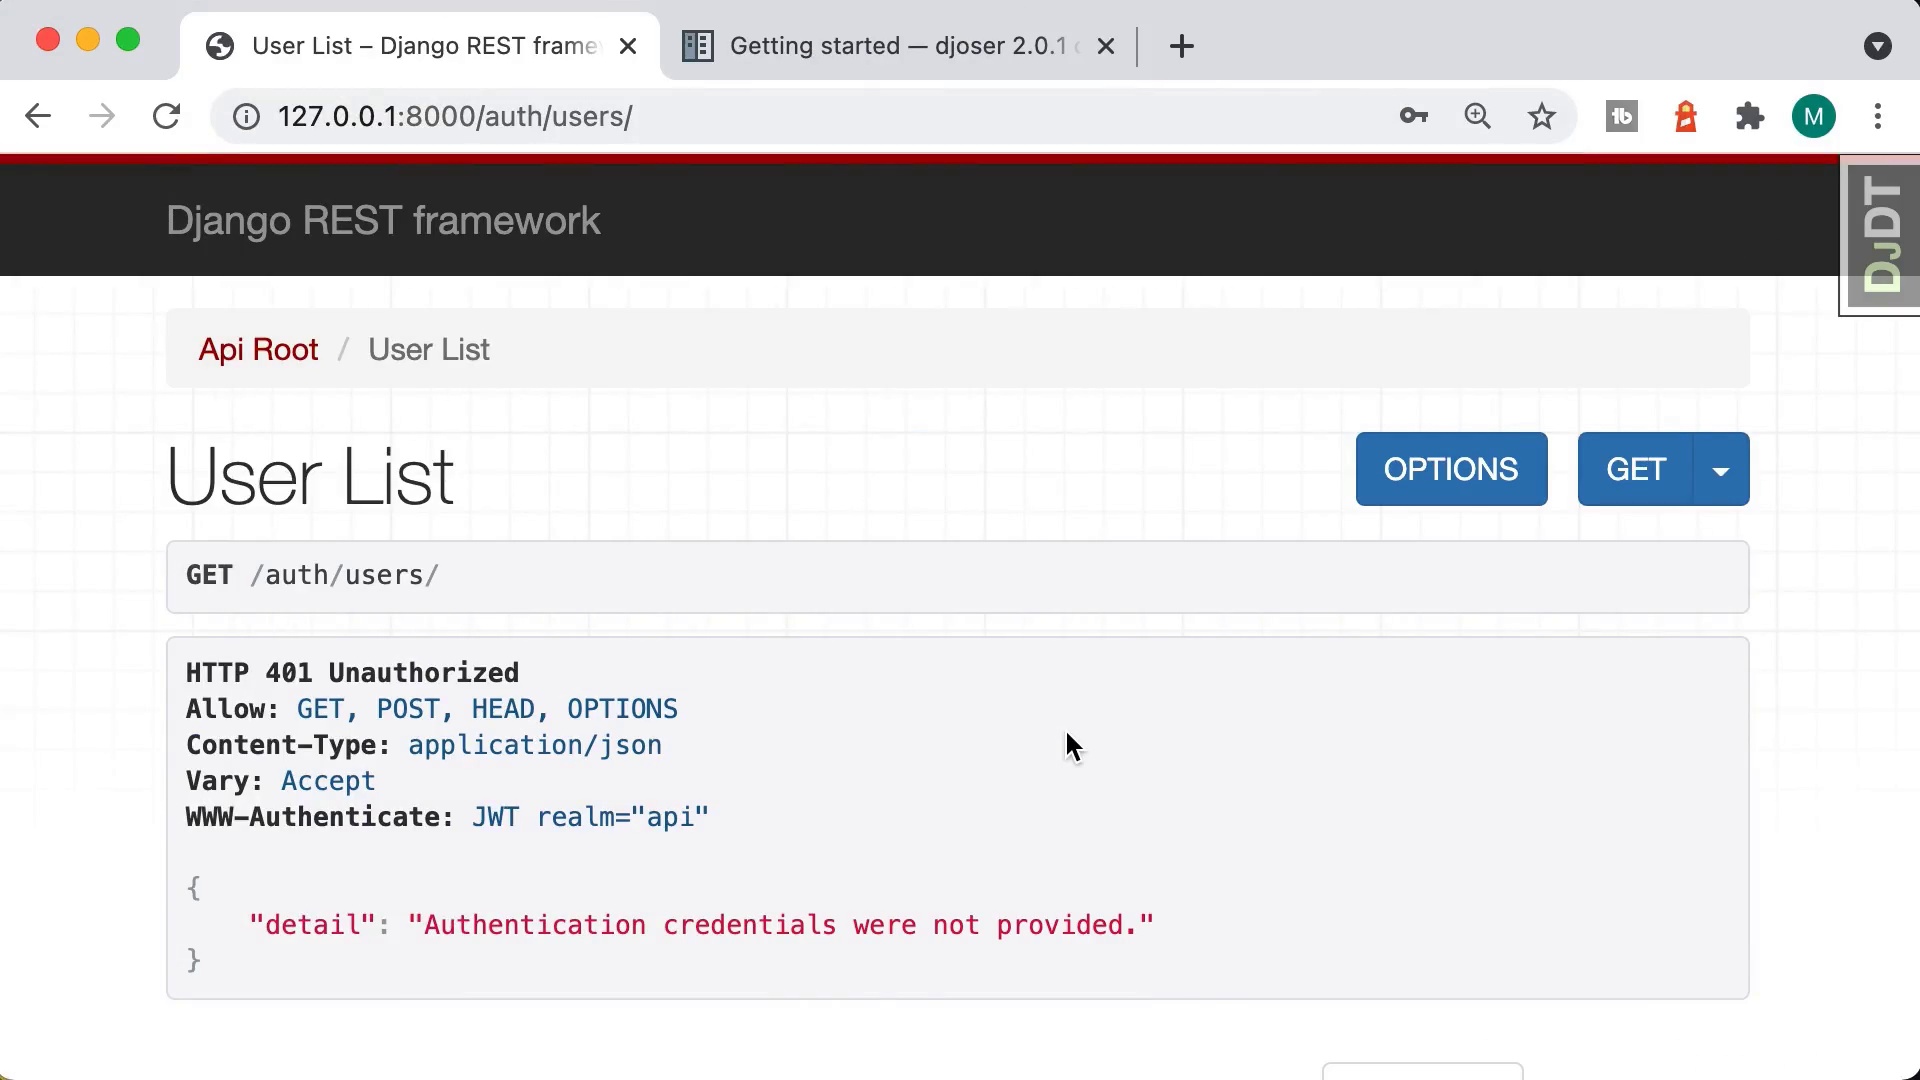 User List – Django REST frame
Getting started — djoser 2.0.1
127.0.0.1:8000/auth/users/
M
Django REST framework
DJDT
Api Root / User List
User List
OPTIONS
GET
GET /auth/users/
HTTP 401 Unauthorized
Allow: GET, POST, HEAD, OPTIONS
Content-Type: application/json
Vary: Accept
WWW-Authenticate: JWT realm="api"
{
"detail": "Authentication credentials were not provided."
}